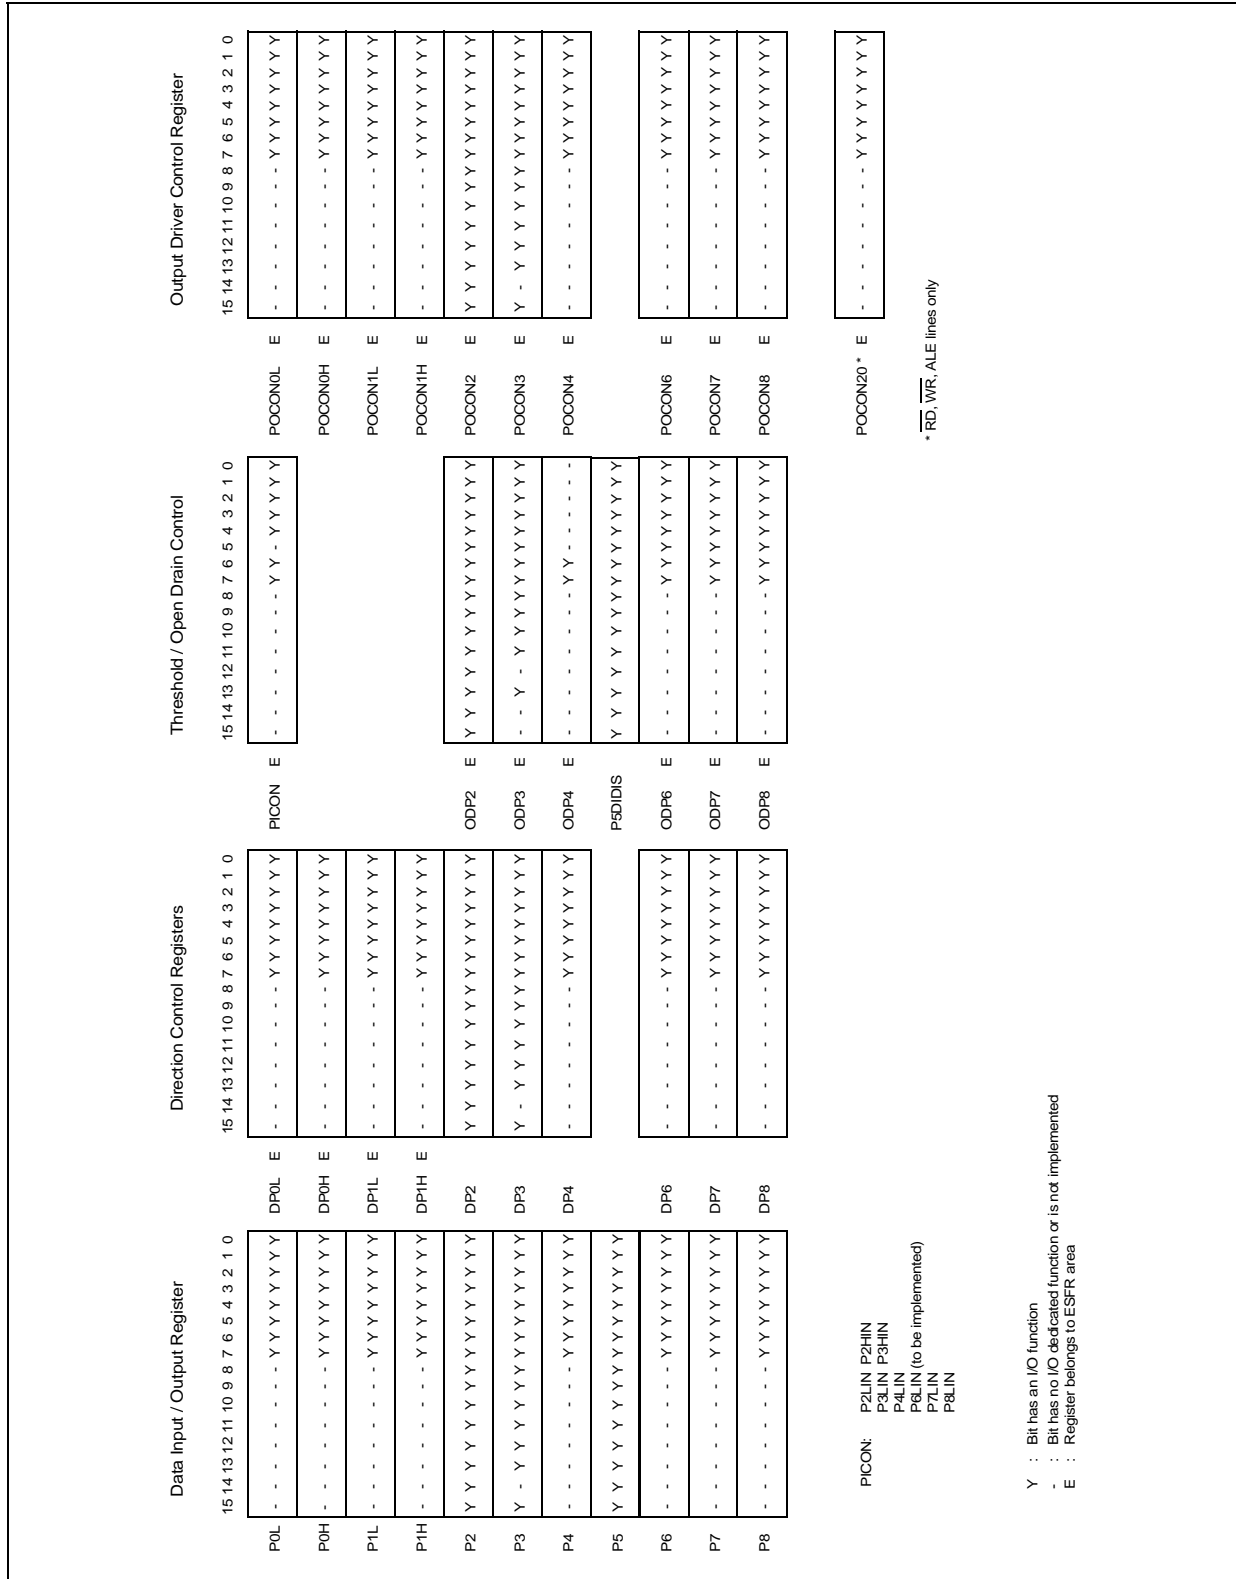 Data Input / Output Register
15 14 13 12 11 10 9 8 7 6 5 4 3 2 1 0
P0L - - - - - - - - Y Y Y Y Y Y Y Y
P0H - - - - - - - - Y Y Y Y Y Y Y Y
P1L - - - - - - - - Y Y Y Y Y Y Y Y
P1H - - - - - - - - Y Y Y Y Y Y Y Y
P2 Y Y Y Y Y Y Y Y Y Y Y Y Y Y Y Y
P3 Y - Y Y Y Y Y Y Y Y Y Y Y Y Y Y
P4 - - - - - - - - Y Y Y Y Y Y Y Y
P5 Y Y Y Y Y Y Y Y Y Y Y Y Y Y Y Y
P6 - - - - - - - - Y Y Y Y Y Y Y Y
P7 - - - - - - - - Y Y Y Y Y Y Y Y
P8 - - - - - - - - Y Y Y Y Y Y Y Y
Direction Control Registers
15 14 13 12 11 10 9 8 7 6 5 4 3 2 1 0
DP0L E - - - - - - - - Y Y Y Y Y Y Y Y
DP0H E - - - - - - - - Y Y Y Y Y Y Y Y
DP1L E - - - - - - - - Y Y Y Y Y Y Y Y
DP1H E - - - - - - - - Y Y Y Y Y Y Y Y
DP2 Y Y Y Y Y Y Y Y Y Y Y Y Y Y Y Y
DP3 Y - Y Y Y Y Y Y Y Y Y Y Y Y Y Y
DP4 - - - - - - - - Y Y Y Y Y Y Y Y
DP6 - - - - - - - - Y Y Y Y Y Y Y Y
DP7 - - - - - - - - Y Y Y Y Y Y Y Y
DP8 - - - - - - - - Y Y Y Y Y Y Y Y
Threshold / Open Drain Control
15 14 13 12 11 10 9 8 7 6 5 4 3 2 1 0
PICON E - - - - - - - - Y Y - Y Y Y Y Y
ODP2 E Y Y Y Y Y Y Y Y Y Y Y Y Y Y Y Y
ODP3 E - - Y - Y Y Y Y Y Y Y Y Y Y Y Y
ODP4 E - - - - - - - - Y Y - - - - - -
P5DIDIS Y Y Y Y Y Y Y Y Y Y Y Y Y Y Y Y
ODP6 E - - - - - - - - Y Y Y Y Y Y Y Y
ODP7 E - - - - - - - - Y Y Y Y Y Y Y Y
ODP8 E - - - - - - - - Y Y Y Y Y Y Y Y
Output Driver Control Register
15 14 13 12 11 10 9 8 7 6 5 4 3 2 1 0
POCON0L E - - - - - - - - Y Y Y Y Y Y Y Y
POCON0H E - - - - - - - - Y Y Y Y Y Y Y Y
POCON1L E - - - - - - - - Y Y Y Y Y Y Y Y
POCON1H E - - - - - - - - Y Y Y Y Y Y Y Y
POCON2 E Y Y Y Y Y Y Y Y Y Y Y Y Y Y Y Y
POCON3 E Y - Y Y Y Y Y Y Y Y Y Y Y Y Y Y
POCON4 E - - - - - - - - Y Y Y Y Y Y Y Y
POCON6 E - - - - - - - - Y Y Y Y Y Y Y Y
POCON7 E - - - - - - - - Y Y Y Y Y Y Y Y
POCON8 E - - - - - - - - Y Y Y Y Y Y Y Y
POCON20 * E - - - - - - - - Y Y Y Y Y Y Y Y
* RD, WR, ALE lines only
PICON: P2LIN P2HIN
P3LIN P3HIN
P4LIN
P6LIN (to be implemented)
P7LIN
P8LIN
Y : Bit has an I/O function
- : Bit has no I/O dedicated function or is not implemented
E : Register belongs to ESFR area